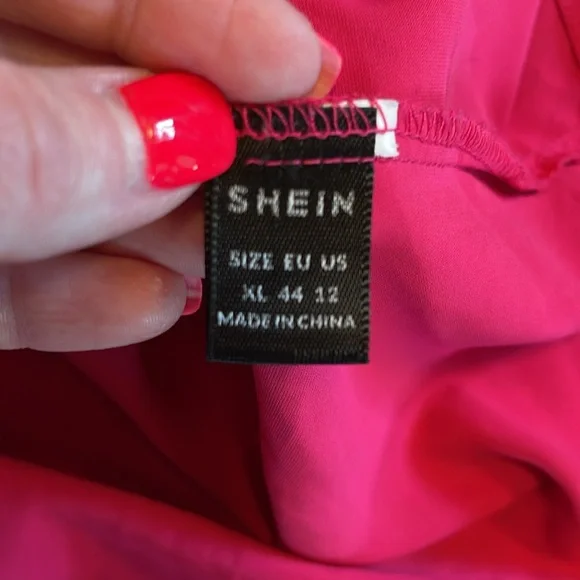 SHEIN
SIZE EU US
XL 44 12
MADE IN CHINA